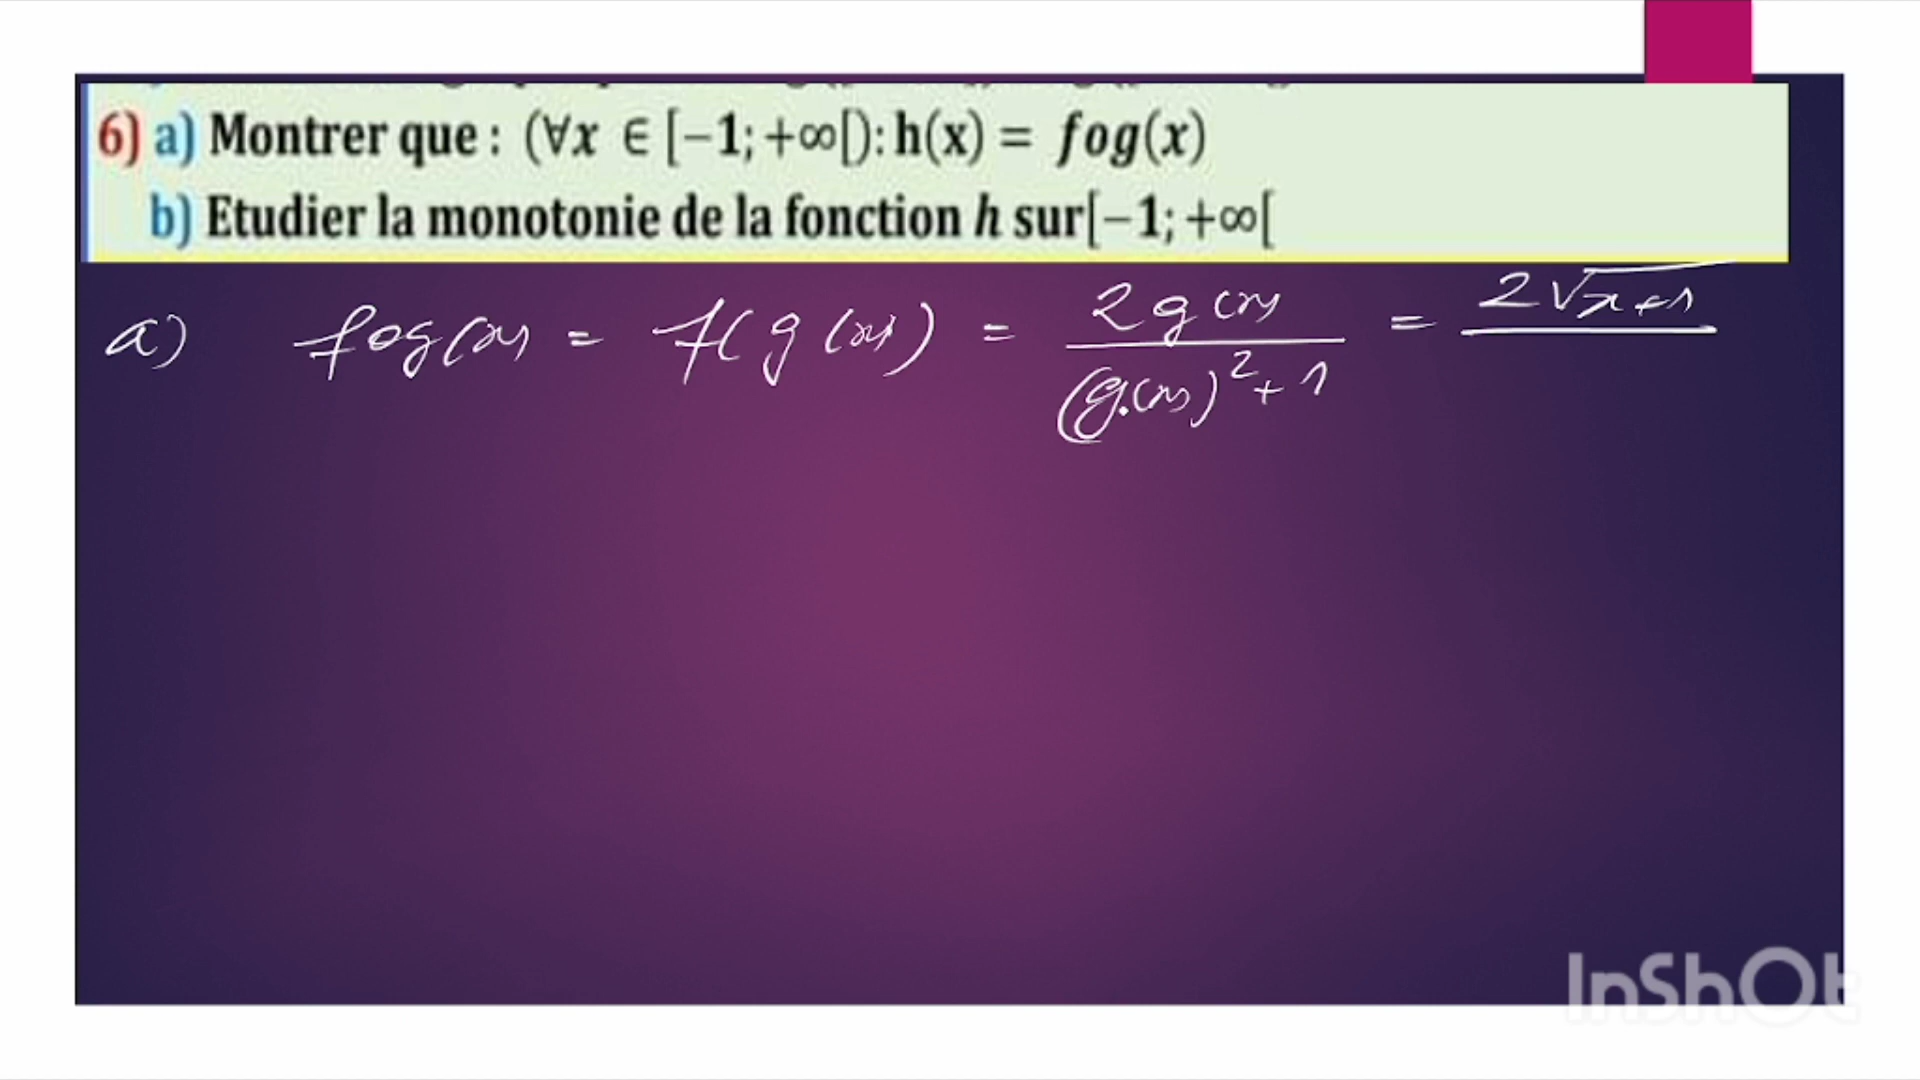 6) a) Montrer que : (∀x ∈ [−1; +∞[): h(x) = fog(x)
b) Etudier la monotonie de la fonction h sur[−1; +∞[
a) fog(x) = f(g(x)) = 2g(x) / (g(x))² + 1 = 2√x+1
InShOt